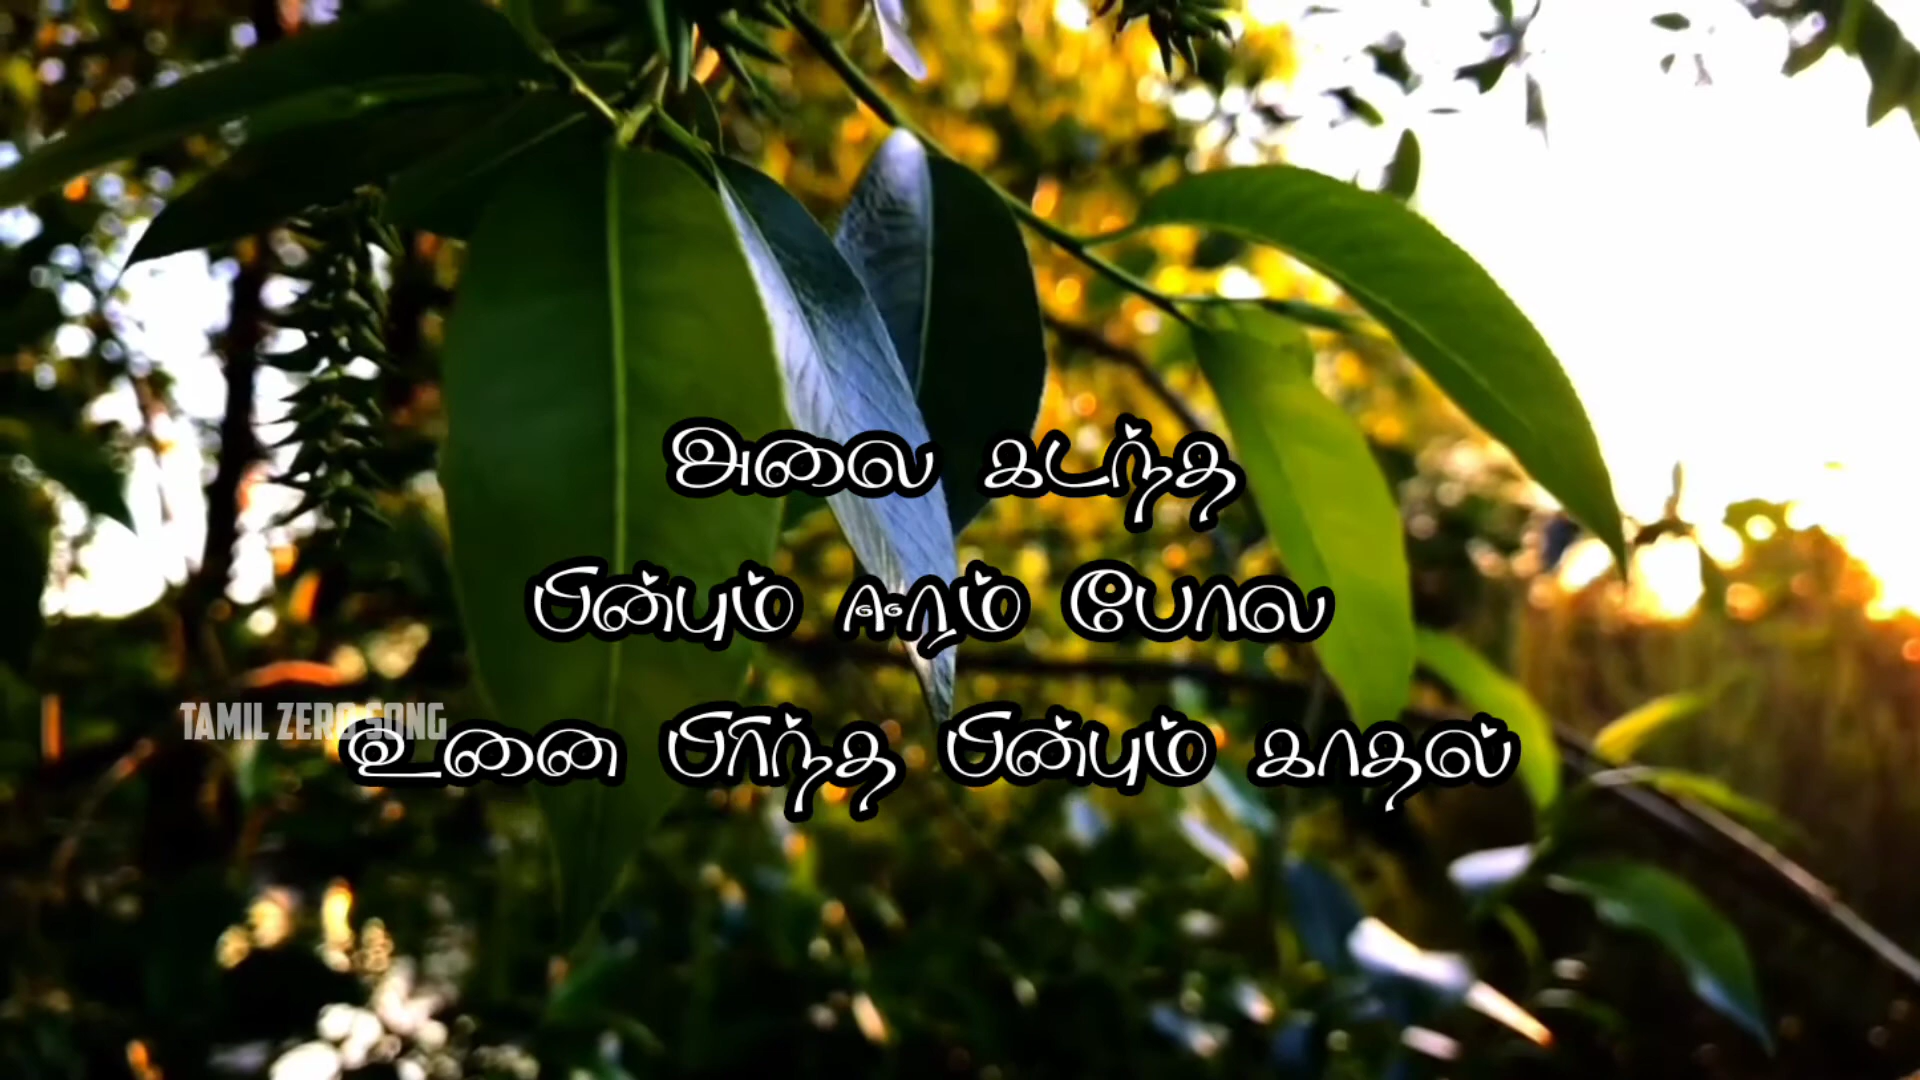 அலை கடந்த
பின்பும் ஈரம் போல
TAMIL ZERO SONG
உனை பிரிந்த பின்பும் காதல்